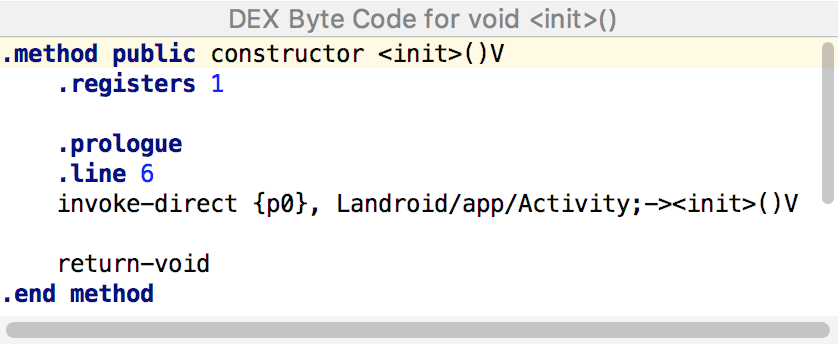 DEX Byte Code for void <init>()
.method public constructor <init>()V
.registers 1
.prologue
.line 6
invoke-direct {p0}, Landroid/app/Activity;-><init>()V
return-void
.end method